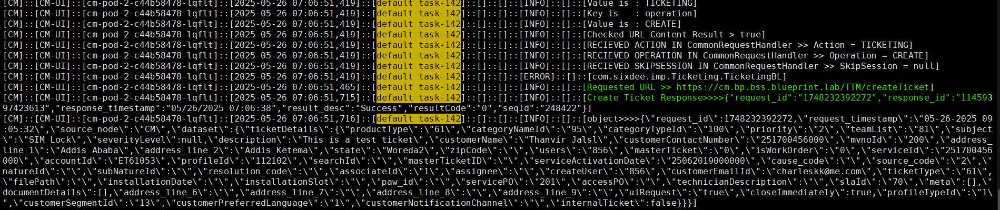 [CM]::[CM-UI]::[cm-pod-2-c44b58478-lqflt]::[2025-05-26 07:06:51,419]::[default task-142]::[]::[]::[INFO]::[]::[Value is : TICKETING]
[CM]::[CM-UI]::[cm-pod-2-c44b58478-lqflt]::[2025-05-26 07:06:51,419]::[default task-142]::[]::[]::[INFO]::[]::[Key is   : operation]
[CM]::[CM-UI]::[cm-pod-2-c44b58478-lqflt]::[2025-05-26 07:06:51,419]::[default task-142]::[]::[]::[INFO]::[]::[Value is : CREATE]
[CM]::[CM-UI]::[cm-pod-2-c44b58478-lqflt]::[2025-05-26 07:06:51,419]::[default task-142]::[]::[]::[INFO]::[]::[Checked URL Content Result > true]
[CM]::[CM-UI]::[cm-pod-2-c44b58478-lqflt]::[2025-05-26 07:06:51,419]::[default task-142]::[]::[]::[INFO]::[]::[RECIEVED ACTION IN CommonRequestHandler >> Action = TICKETING]
[CM]::[CM-UI]::[cm-pod-2-c44b58478-lqflt]::[2025-05-26 07:06:51,419]::[default task-142]::[]::[]::[INFO]::[]::[RECIEVED OPERATION IN CommonRequestHandler >> Operation = CREATE]
[CM]::[CM-UI]::[cm-pod-2-c44b58478-lqflt]::[2025-05-26 07:06:51,419]::[default task-142]::[]::[]::[INFO]::[]::[RECIEVED SKIPSESSION IN CommonRequestHandler >> SkipSession = null]
[CM]::[CM-UI]::[cm-pod-2-c44b58478-lqflt]::[2025-05-26 07:06:51,419]::[default task-142]::[]::[]::[ERROR]::[]::[com.sixdee.imp.Ticketing.TicketingBL]
[CM]::[CM-UI]::[cm-pod-2-c44b58478-lqflt]::[2025-05-26 07:06:51,465]::[default task-142]::[]::[]::[INFO]::[]::[Requested URL >> https://cm.bp.bss.blueprint.lab/TTM/createTicket]
[CM]::[CM-UI]::[cm-pod-2-c44b58478-lqflt]::[2025-05-26 07:06:51,715]::[default task-142]::[]::[]::[INFO]::[]::[Create Ticket Response>>>>{"request_id":"1748232392272","response_id":"114593
97423613","response_timestamp":"05/26/2025 07:06:38","result_desc":"Success","resultCode":"0","seqId":"248422"}]
[CM]::[CM-UI]::[cm-pod-2-c44b58478-lqflt]::[2025-05-26 07:06:51,716]::[default task-142]::[]::[]::[INFO]::[]::[object>>>>{\"request_id\":1748232392272,\"request_timestamp\":\"05-26-2025 09
:05:32\",\"source_node\":\"CM\",\"dataset\":{\"ticketDetails\":{\"productType\":\"61\",\"categoryNameId\":\"95\",\"categoryTypeId\":\"100\",\"priority\":\"2\",\"teamList\":\"81\",\"subject
\":\"SIM Lock\",\"severityLevel\":null,\"description\":\"This is a test ticket\",\"customerName\":\"Thanvir Jalsl\",\"customerContactNumber\":\"251700456000\",\"mvnoId\":\"200\",\"address_
line_1\":\"Addis Ababa\",\"address_line_2\":\"Addis Ketema\",\"state\":\"Woreda2\",\"zipCode\":\"\",\"users\":\"856\",\"masterTicket\":\"0\",\"isWorkOrder\":\"0\",\"serviceId\":\"251700456
000\",\"accountId\":\"ET61053\",\"profileId\":\"112102\",\"searchId\":\"\",\"masterTicketID\":\"\",\"serviceActivationDate\":\"25062019000000\",\"cause_code\":\"\",\"source_code\":\"2\",\"
natureId\":\"\",\"subNatureId\":\"\",\"resolution_code\":\"\",\"associateId\":\"1\",\"assignee\":\"\",\"createUser\":\"856\",\"customerEmailId\":\"charleskk@me.com\",\"ticketType\":\"61\",
\"filePath\":\"\",\"installationDate\":\"\",\"installationSlot\":\"\",\"paw_id\":\"\",\"servicePO\":\"201\",\"accessPO\":\"\",\"technicianDescription\":\"\",\"slaId\":\"70\",\"meta\":[],\"
documentDetails\":[],\"address_line_6\":\"\",\"address_line_7\":\"\",\"address_line_8\":\"\",\"address_line_9\":\"\",\"uiRequest\":\"true\",\"closeImmediately\":true,\"profileTypeId\":\"1\
",\"customerSegmentId\":\"13\",\"customerPreferredLanguage\":\"1\",\"customerNotificationChannel\":\"\",\"internalTicket\":false}}}]